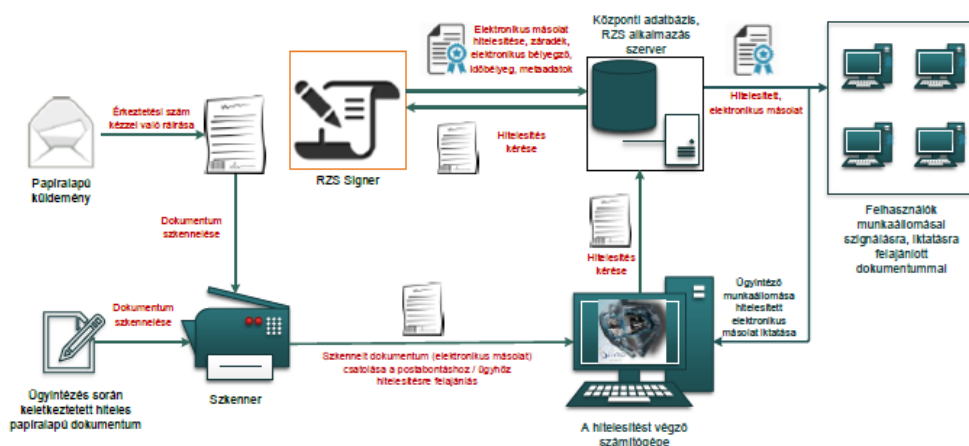 Elektronikus másolat
hitelesítése, záradék,
elektronikus bélyegző,
időbélyeg, metaadatok
Központi adatbázis,
RZS alkalmazás
szerver
Hitelesített,
elektronikus másolat
Érkeztetési szám
kézzel való ráírása
Hitelesítés
kérése
Papíralapú
küldemény
RZS Signer
Felhasználók
munkaállomásai
szignálásra, iktatásra
felajánlott
dokumentummal
Dokumentum
szkennelése
Hitelesítés
kérése
Ügyintéző
munkaállomása
hitelesített
elektronikus
másolat iktatása
Dokumentum
szkennelése
Szkennelt dokumentum (elektronikus másolat)
csatolása a postabontáshoz / ügyhöz
hitelesítésre felajánlás
Szkenner
Ügyintézés során
keletkeztetett hiteles
papíralapú dokumentum
A hitelesítést végző
számítógépe